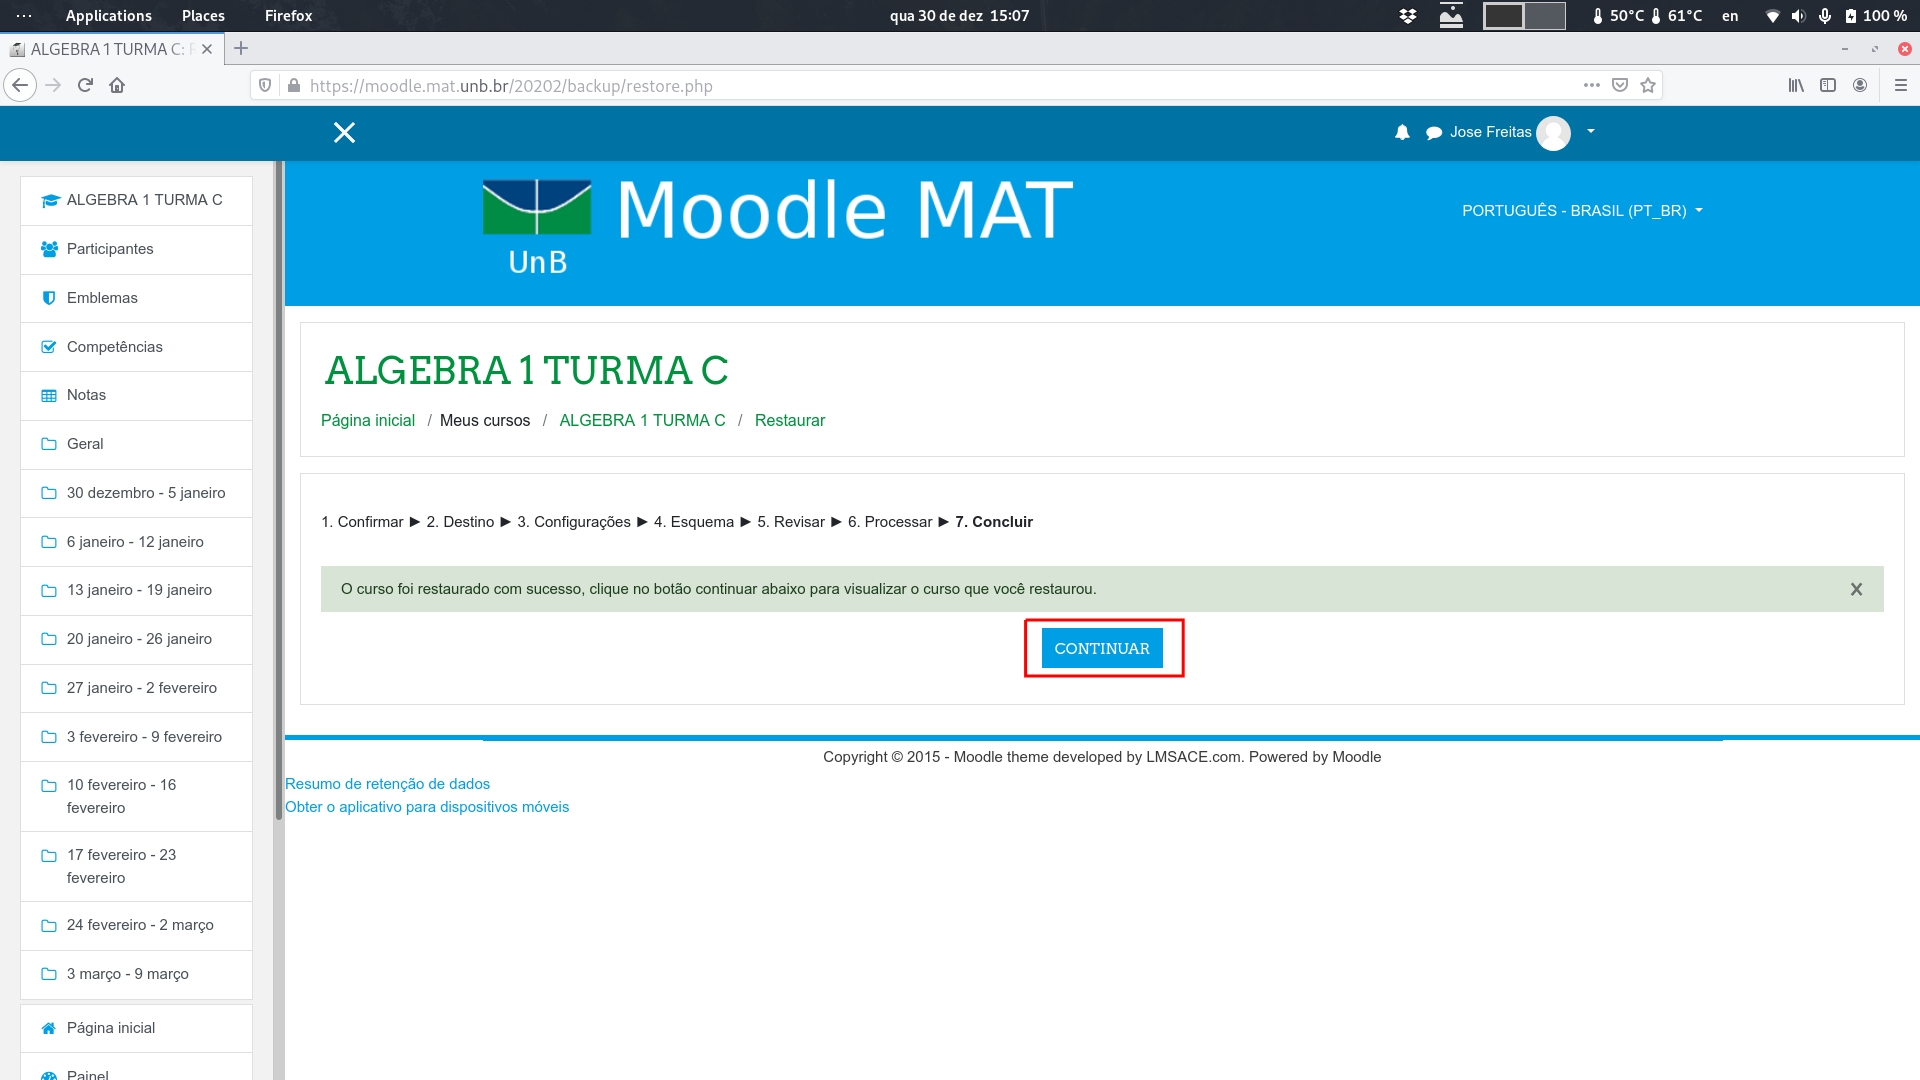 Applications Places Firefox qua 30 de dez 15:07 50°C 61°C en 100 %
ALGEBRA 1 TURMA C:
https://moodle.mat.unb.br/20202/backup/restore.php
Jose Freitas
UnB
Moodle MAT
PORTUGUÊS - BRASIL (PT_BR)
ALGEBRA 1 TURMA C
Participantes
Emblemas
Competências
Notas
Geral
30 dezembro - 5 janeiro
6 janeiro - 12 janeiro
13 janeiro - 19 janeiro
20 janeiro - 26 janeiro
27 janeiro - 2 fevereiro
3 fevereiro - 9 fevereiro
10 fevereiro - 16
fevereiro
17 fevereiro - 23
fevereiro
24 fevereiro - 2 março
3 março - 9 março
Página inicial
Painel
ALGEBRA 1 TURMA C
Página inicial / Meus cursos / ALGEBRA 1 TURMA C / Restaurar
1. Confirmar ► 2. Destino ► 3. Configurações ► 4. Esquema ► 5. Revisar ► 6. Processar ► 7. Concluir
O curso foi restaurado com sucesso, clique no botão continuar abaixo para visualizar o curso que você restaurou.
CONTINUAR
Copyright © 2015 - Moodle theme developed by LMSACE.com. Powered by Moodle
Resumo de retenção de dados
Obter o aplicativo para dispositivos móveis